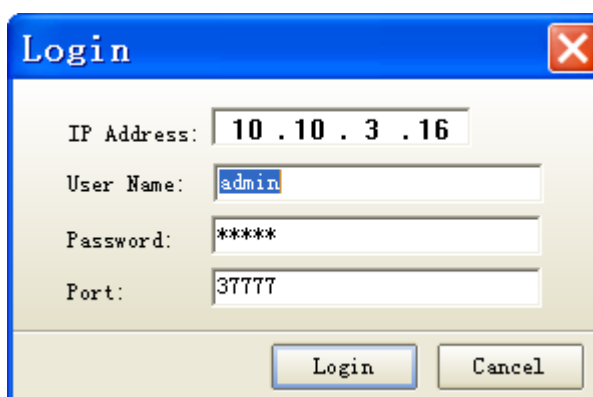 Login
IP Address: 10 . 10 . 3 . 16
User Name: admin
Password: *****
Port: 37777
Login Cancel